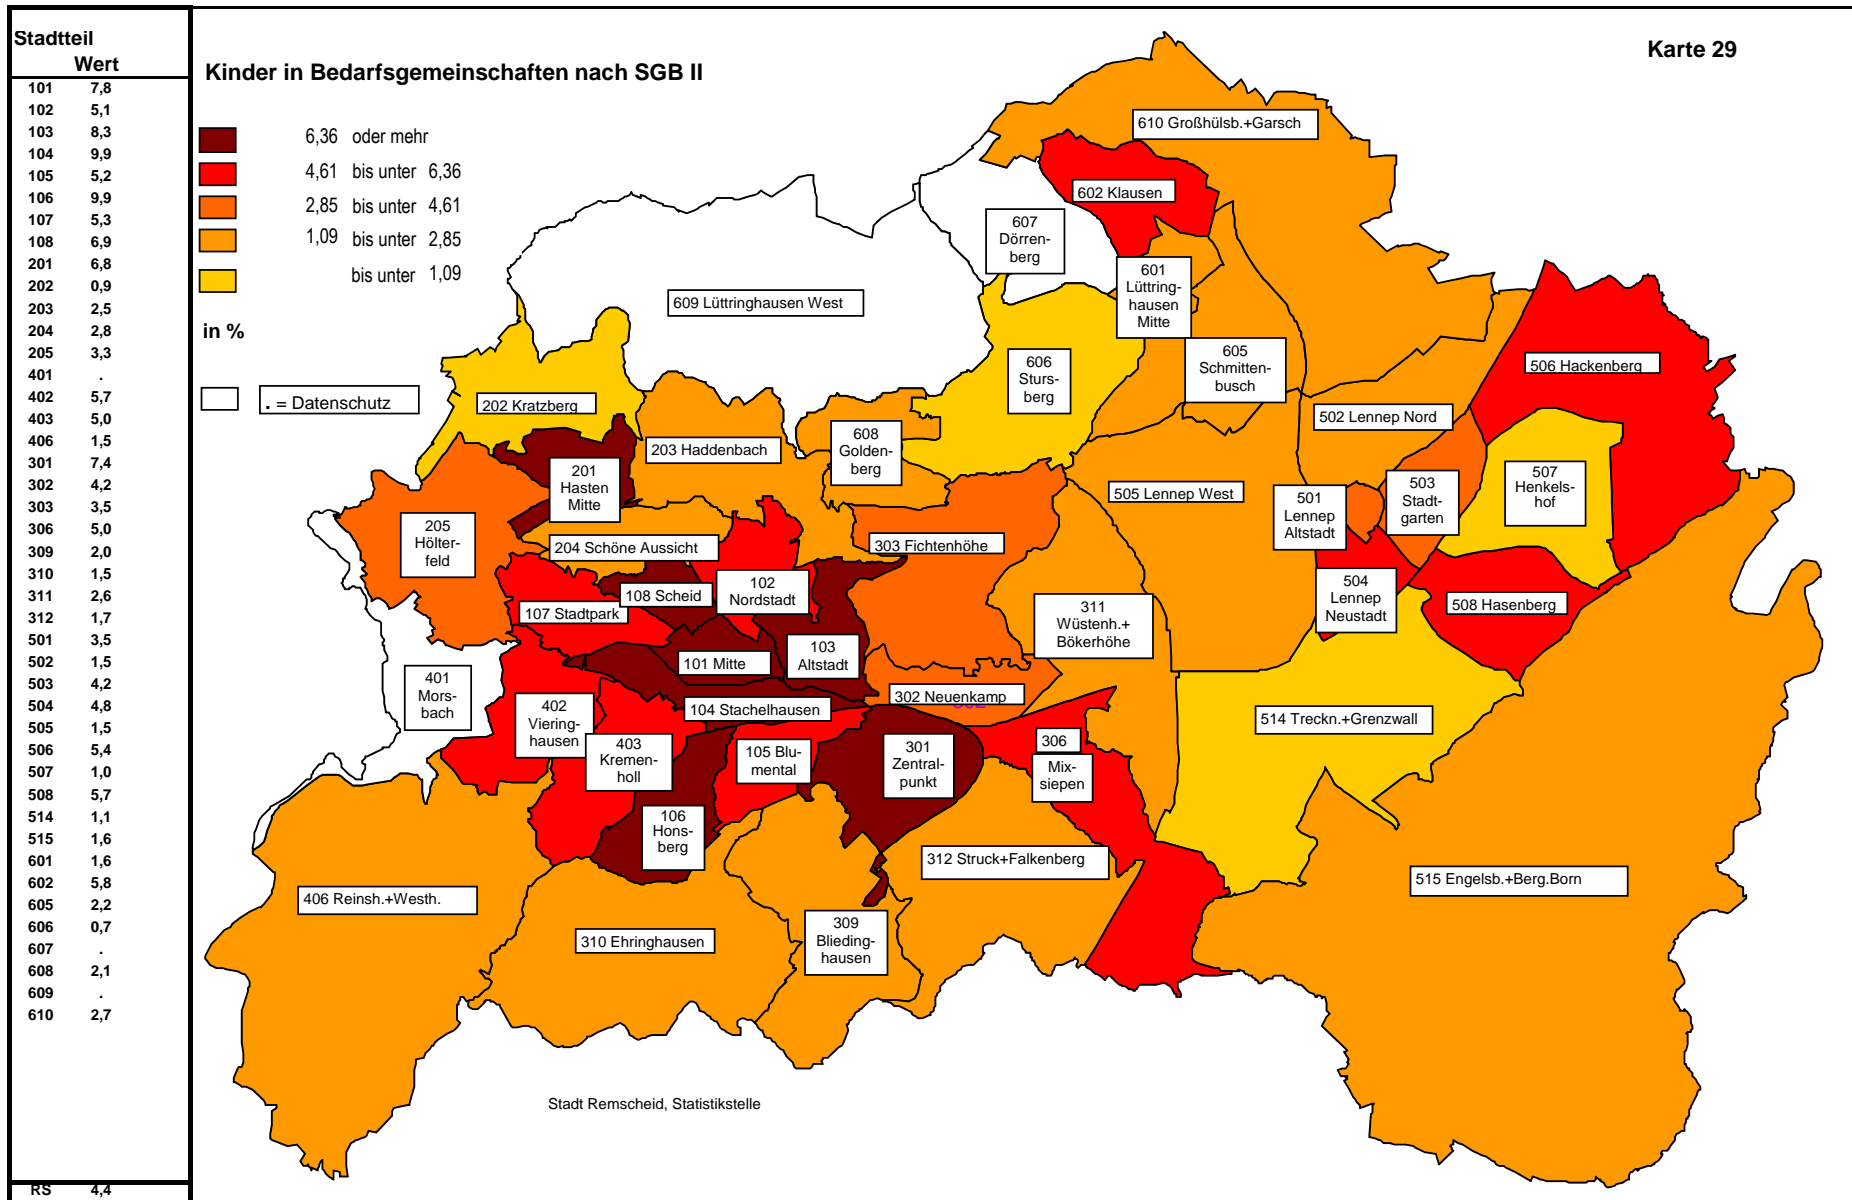 Stadtteil
Wert
101 7,8
102 5,1
103 8,3
104 9,9
105 5,2
106 9,9
107 5,3
108 6,9
201 6,8
202 0,9
203 2,5
204 2,8
205 3,3
401 .
402 5,7
403 5,0
406 1,5
301 7,4
302 4,2
303 3,5
306 5,0
309 2,0
310 1,5
311 2,6
312 1,7
501 3,5
502 1,5
503 4,2
504 4,8
505 1,5
506 5,4
507 1,0
508 5,7
514 1,1
515 1,6
601 1,6
602 5,8
605 2,2
606 0,7
607 .
608 2,1
609 .
610 2,7
RS 4,4
Kinder in Bedarfsgemeinschaften nach SGB II
Karte 29
6,36 oder mehr
4,61 bis unter 6,36
2,85 bis unter 4,61
1,09 bis unter 2,85
bis unter 1,09
in %
. = Datenschutz
610 Großhülsb.+Garsch
602 Klausen
607
Dörren-
berg
601
Lüttring-
hausen
Mitte
609 Lüttringhausen West
605
Schmitten-
busch
606
Sturs-
berg
506 Hackenberg
202 Kratzberg
502 Lennep Nord
608
Golden-
berg
203 Haddenbach
201
Hasten
Mitte
507
Henkels-
hof
503
Stadt-
garten
505 Lennep West
501
Lennep
Altstadt
205
Hölter-
feld
204 Schöne Aussicht
303 Fichtenhöhe
102
Nordstadt
108 Scheid
107 Stadtpark
504
Lennep
Neustadt
508 Hasenberg
311
Wüstenh.+
Bökerhöhe
103
Altstadt
101 Mitte
401
Mors-
bach
302 Neuenkamp
302
402
Viering-
hausen
104 Stachelhausen
514 Treckn.+Grenzwall
403
Kremen-
holl
105 Blu-
mental
301
Zentral-
punkt
306
Mix-
siepen
106
Hons-
berg
312 Struck+Falkenberg
515 Engelsb.+Berg.Born
406 Reinsh.+Westh.
309
Blieding-
hausen
310 Ehringhausen
Stadt Remscheid, Statistikstelle